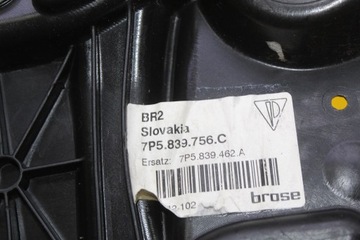 BR2
Slovakia
7P5.839.756.C
Ersatz: 7P5.839.462.A
brose